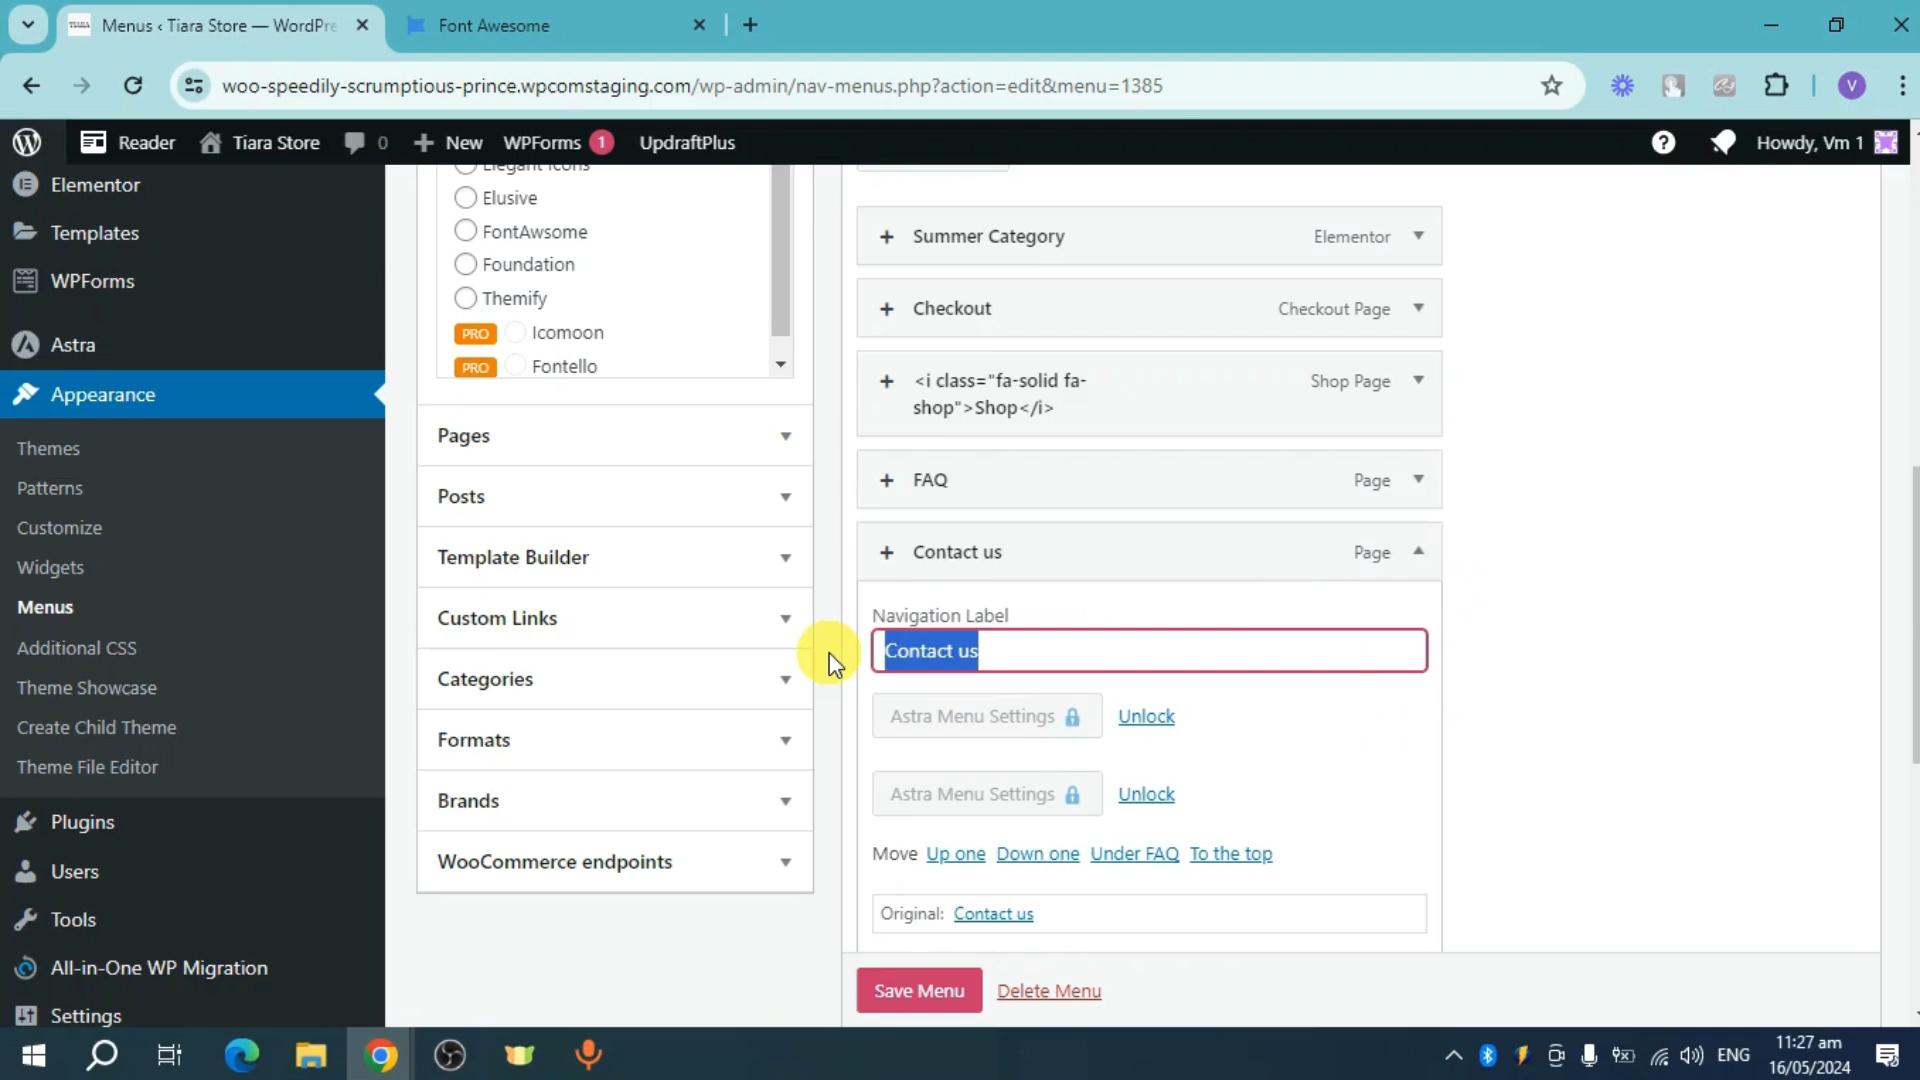 Menus ‹ Tiara Store — WordPre
Font Awesome
woo-speedily-scrumptious-prince.wpcomstaging.com/wp-admin/nav-menus.php?action=edit&menu=1385
V
Reader
Tiara Store
0
New
WPForms 1
UpdraftPlus
Howdy, Vm 1
Elementor
Templates
WPForms
Astra
Appearance
Themes
Patterns
Customize
Widgets
Menus
Additional CSS
Theme Showcase
Create Child Theme
Theme File Editor
Plugins
Users
Tools
All-in-One WP Migration
Settings
Elegant Icons
Elusive
FontAwsome
Foundation
Themify
PRO Icomoon
PRO Fontello
Pages
Posts
Template Builder
Custom Links
Categories
Formats
Brands
WooCommerce endpoints
Summer Category Elementor
Checkout Checkout Page
<i class="fa-solid fa-
shop">Shop</i> Shop Page
FAQ Page
Contact us Page
Navigation Label
Contact us
Astra Menu Settings Unlock
Astra Menu Settings Unlock
Move Up one Down one Under FAQ To the top
Original: Contact us
Save Menu Delete Menu
ENG
11:27 am
16/05/2024